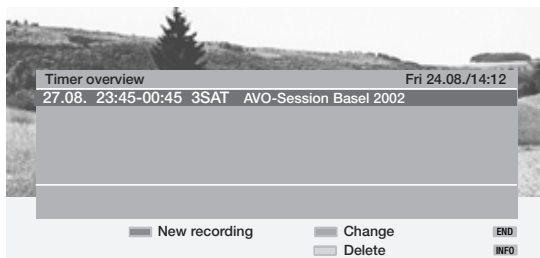 Timer overview Fri 24.08./14:12
27.08. 23:45-00:45 3SAT AVO-Session Basel 2002
New recording Change END
Delete INFO